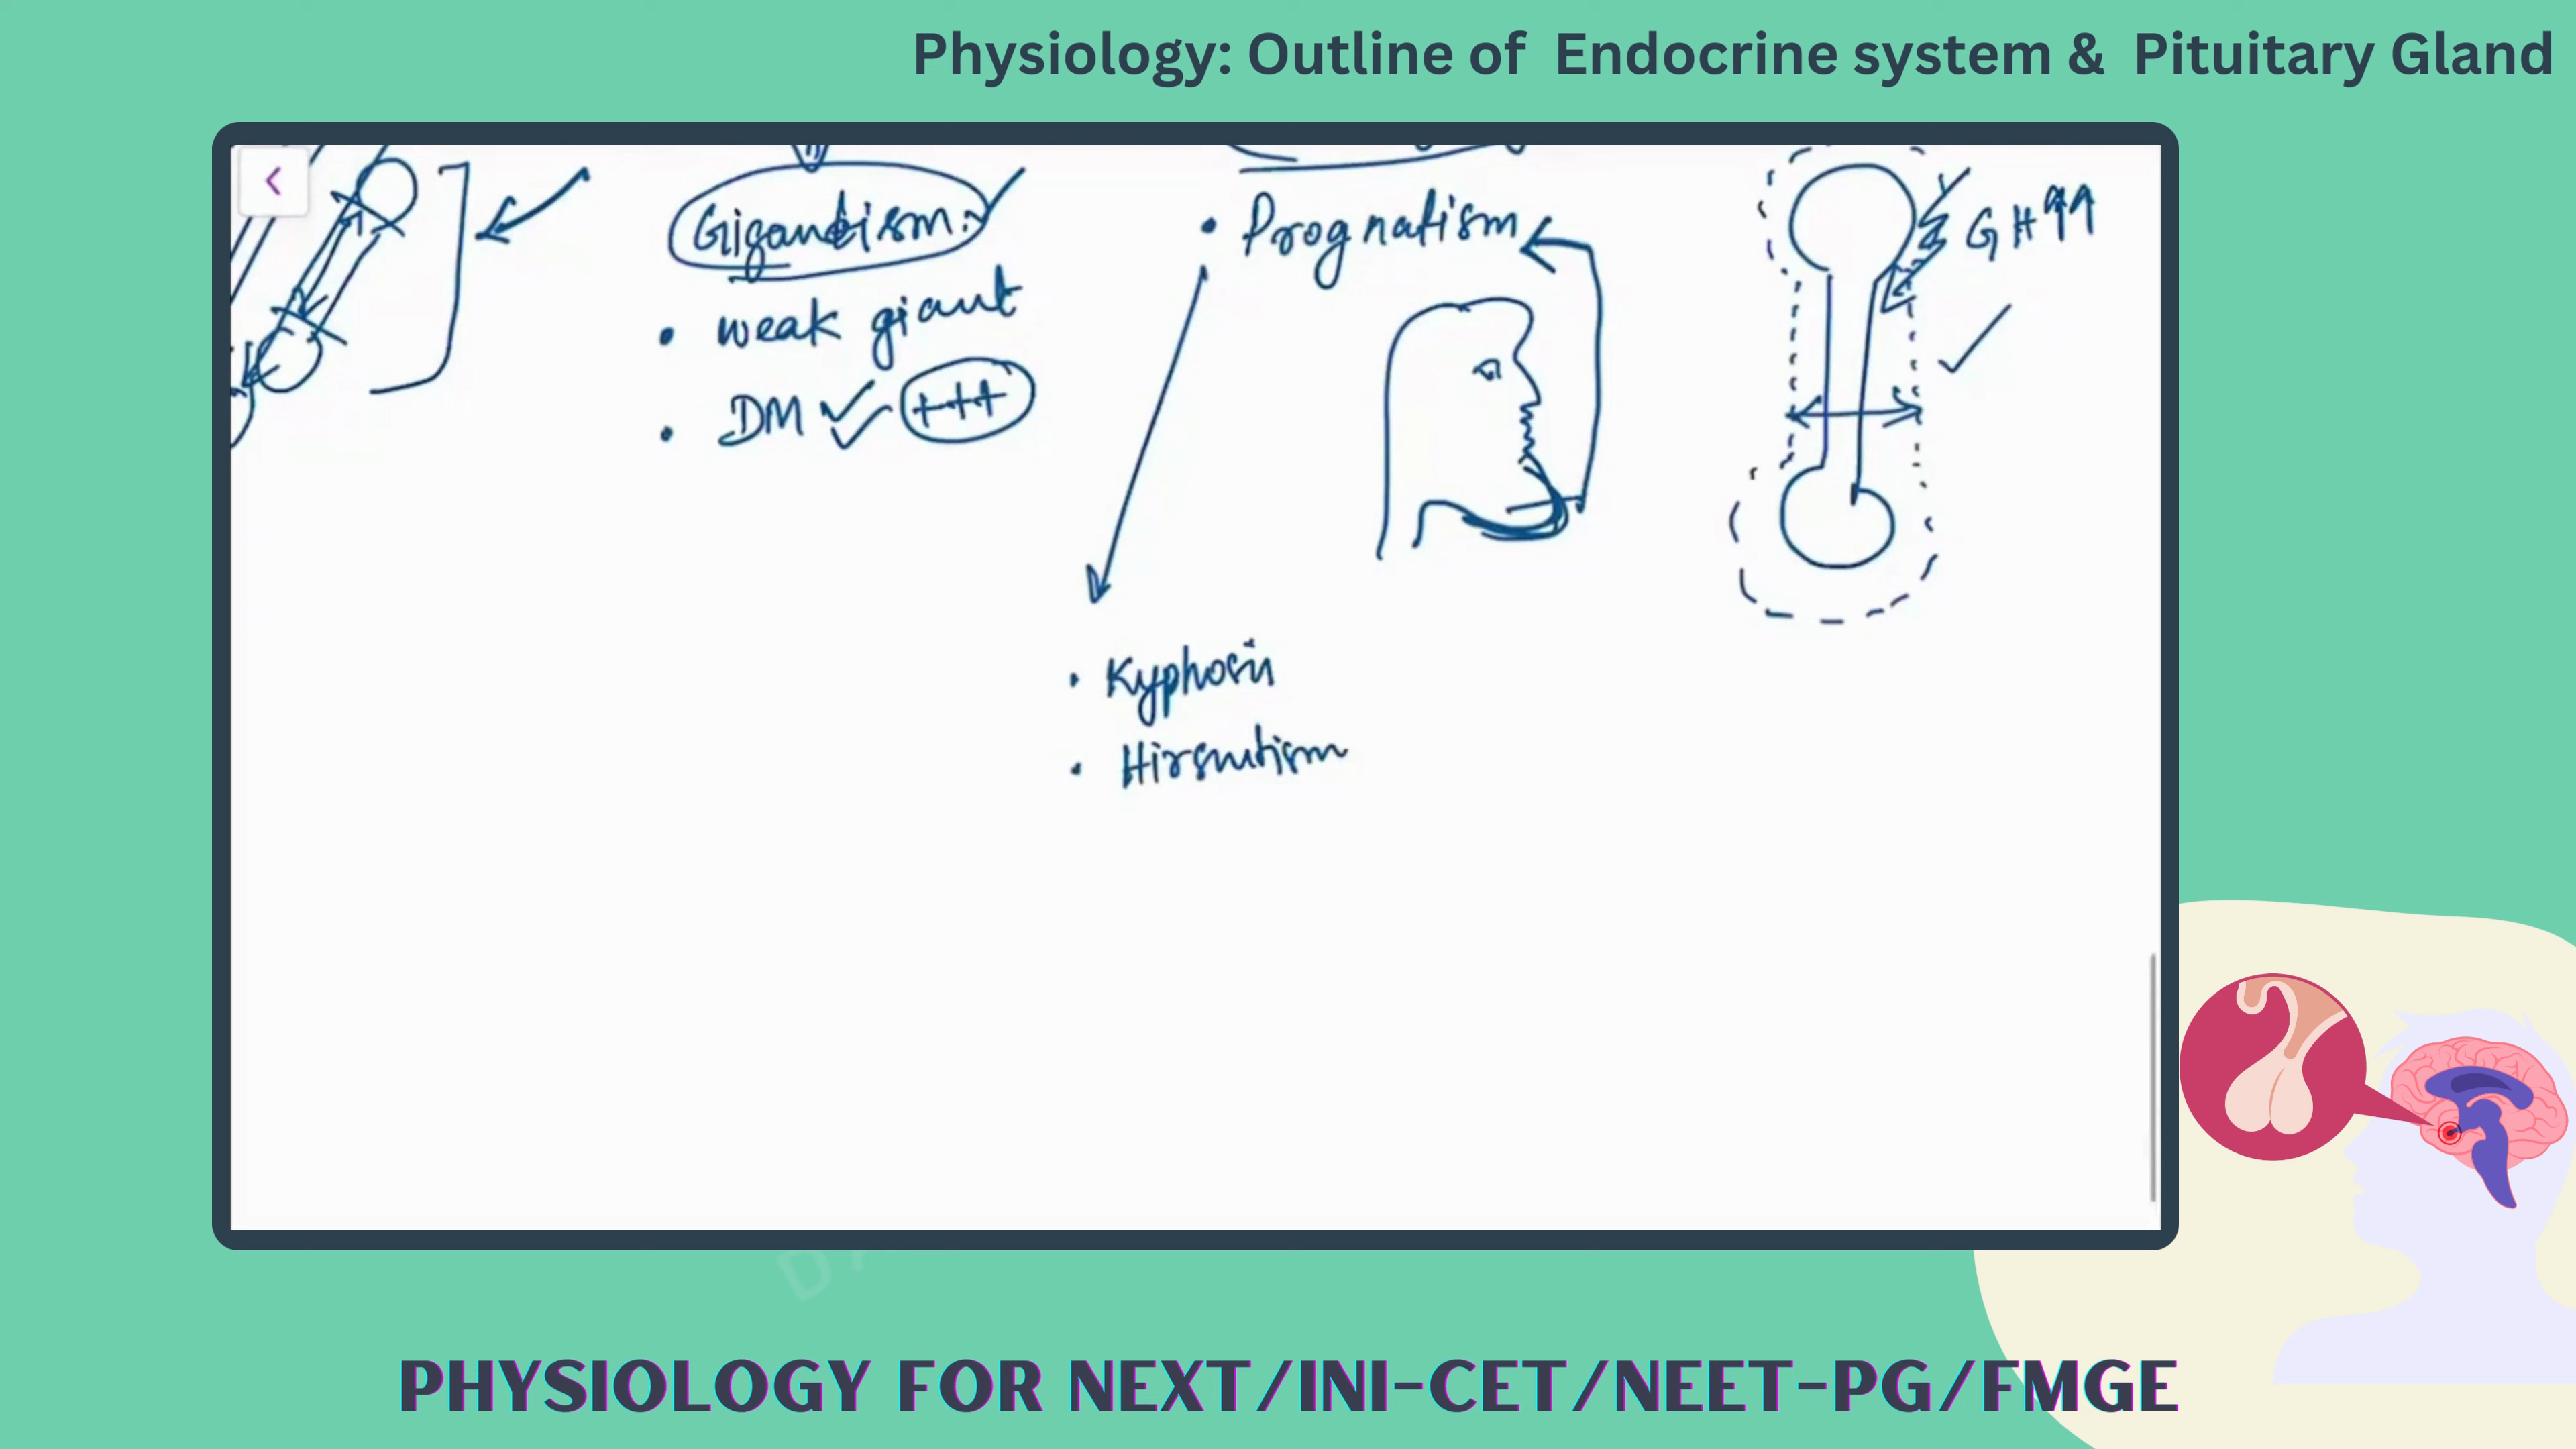 Physiology: Outline of Endocrine system & Pituitary Gland
Gigantism
• weak giant
• DM +++
• Prognatism
GH ↑↑
• Kyphosis
• Hirsutism
PHYSIOLOGY FOR NEXT/INI-CET/NEET-PG/FMGE